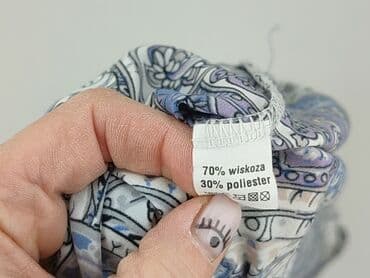 70% wiskoza
30% poliester